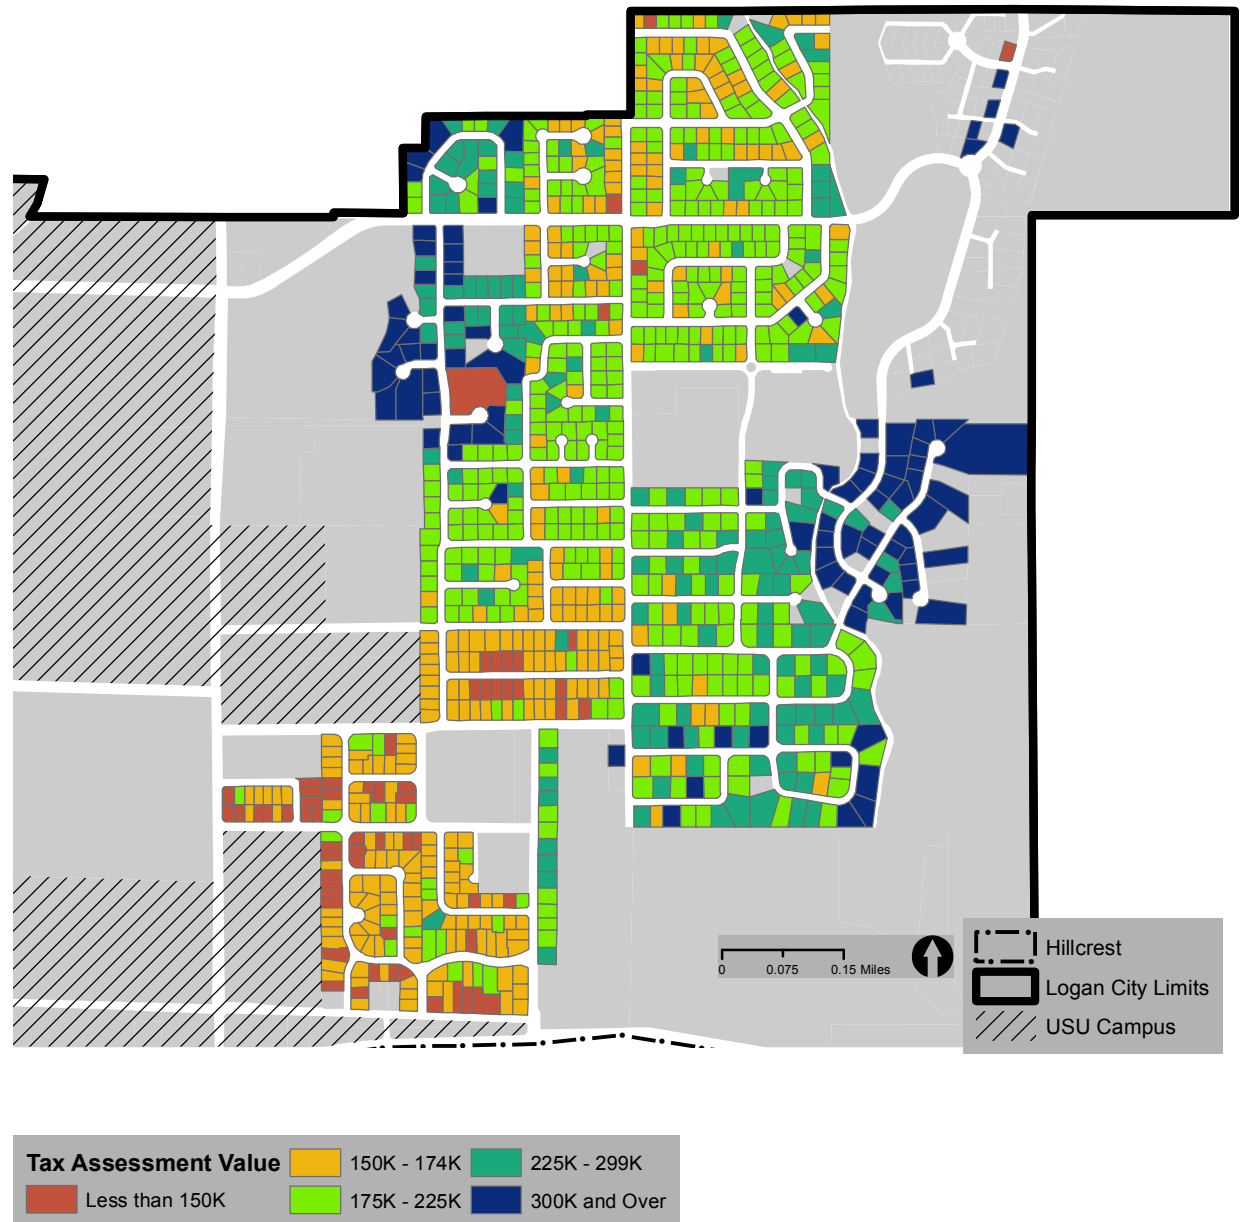 0 0.075 0.15 Miles
Hillcrest
Logan City Limits
USU Campus
Tax Assessment Value 150K - 174K 225K - 299K
Less than 150K 175K - 225K 300K and Over